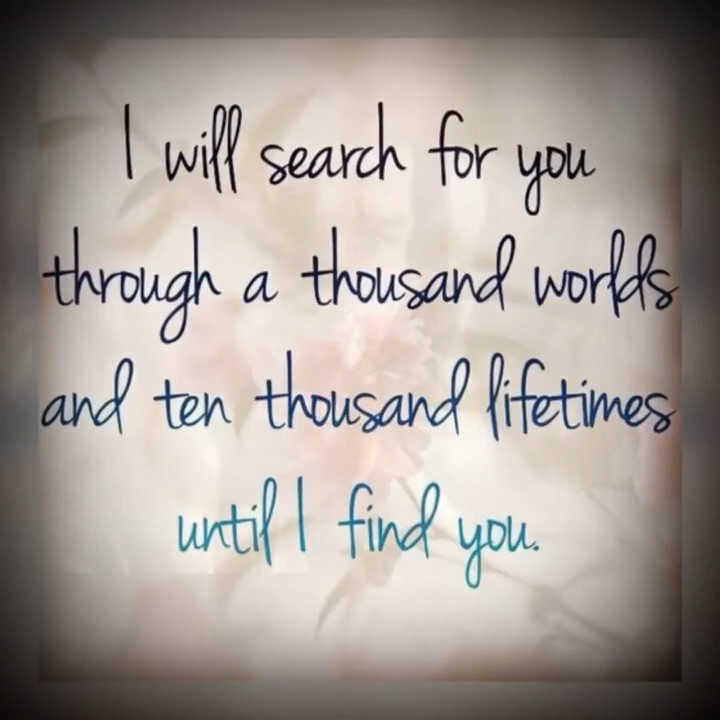 I will search for you
through a thousand worlds
and ten thousand lifetimes
until I find you.